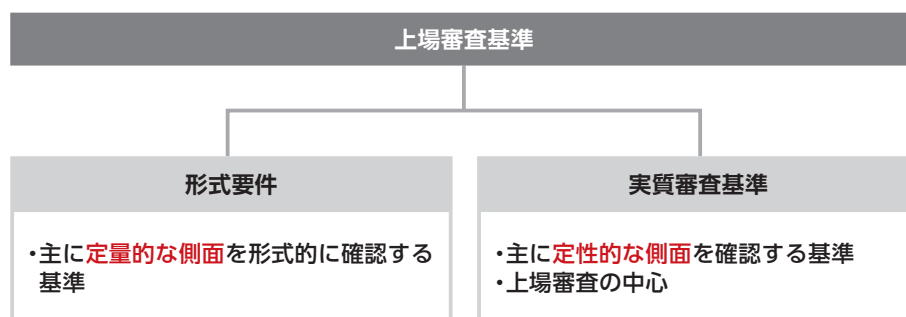 上場審査基準
形式要件
・主に定量的な側面を形式的に確認する
基準
実質審査基準
・主に定性的な側面を確認する基準
・上場審査の中心